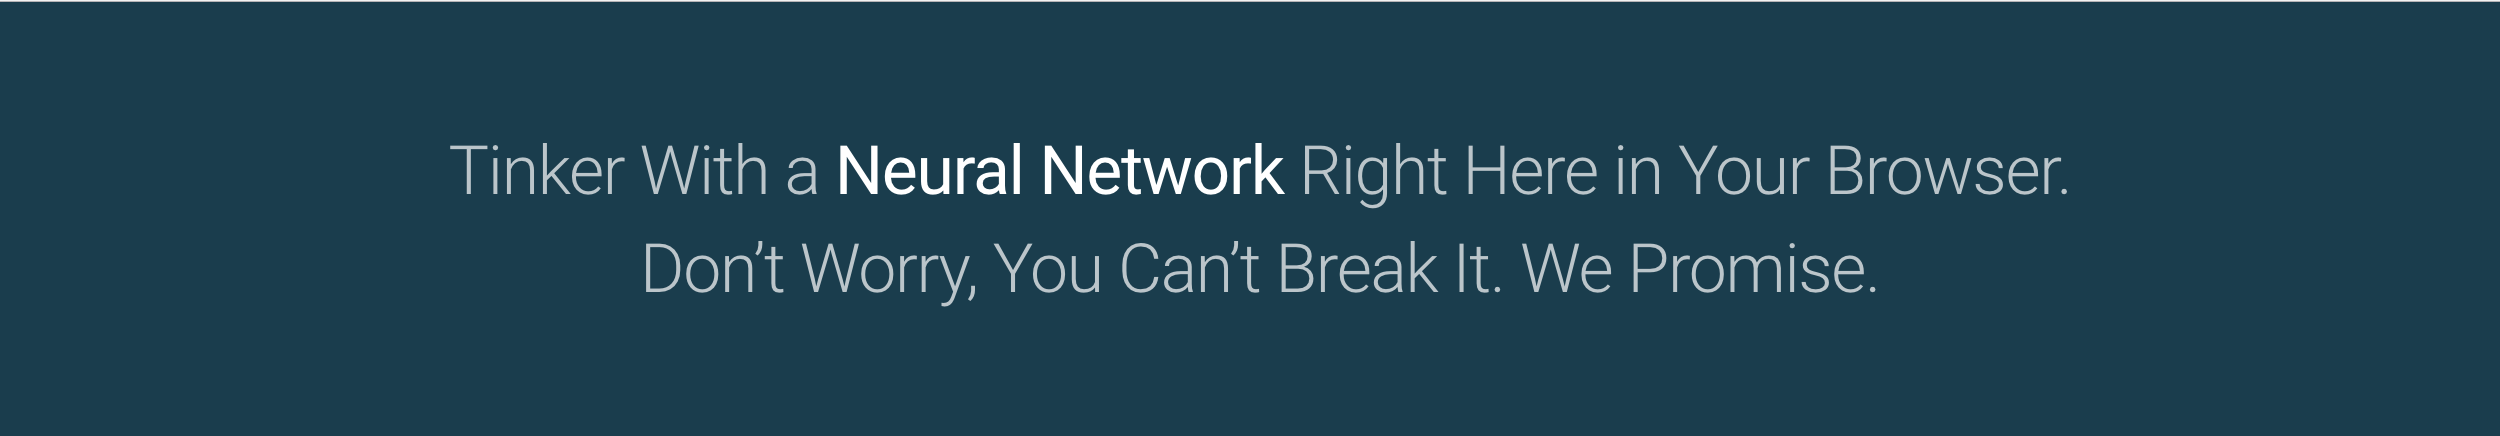 Tinker With a Neural Network Right Here in Your Browser.
Don’t Worry, You Can’t Break It. We Promise.